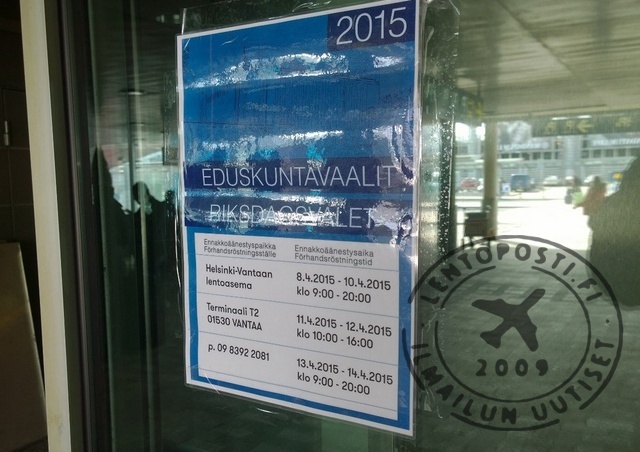 2015
EDUSKUNTAVAALIT
RIKSDAGSVALET
Ennakkoäänestyspaikka
Förhandsröstningsställe
Ennakkoäänestysaika
Förhandsröstningstid
Helsinki-Vantaan
lentoasema
8.4.2015 - 10.4.2015
klo 9:00 - 20:00
Terminaali T2
01530 VANTAA
11.4.2015 - 12.4.2015
klo 10:00 - 16:00
p. 09 8392 2081
13.4.2015 - 14.4.2015
klo 9:00 - 20:00
LENTOPOSTI.FI
2009
ILMAILUN UUTISET